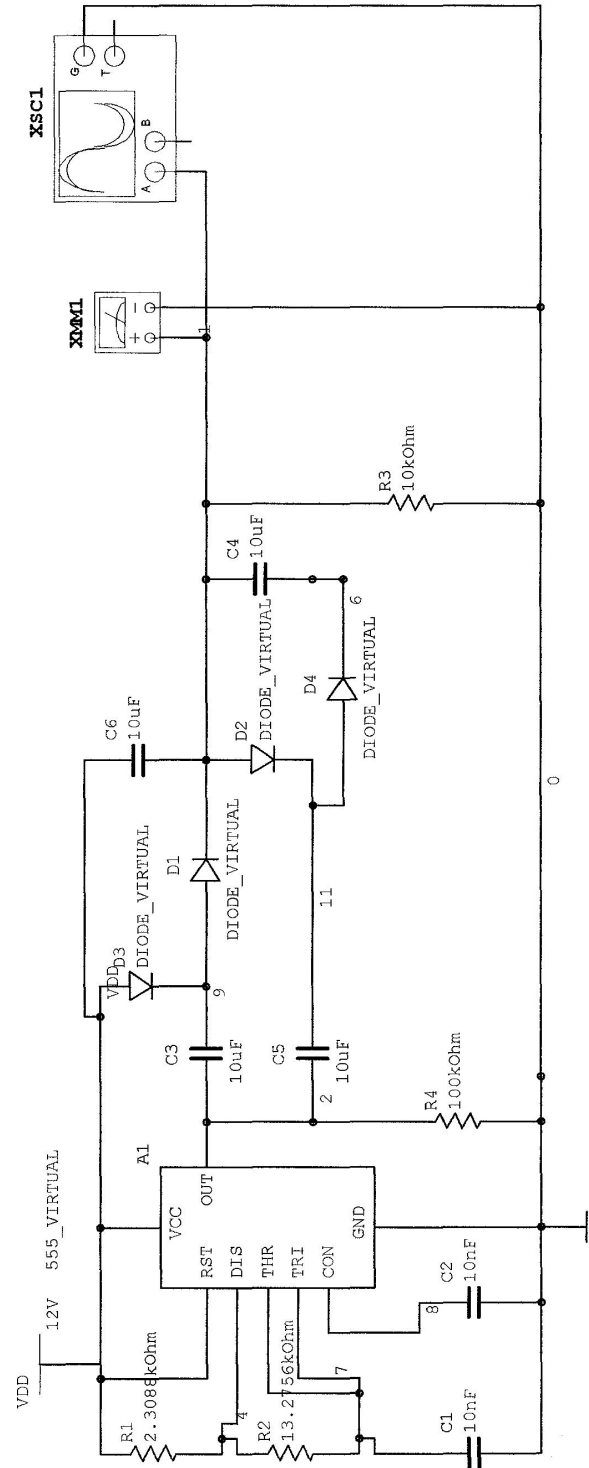 VDD
12V
555_VIRTUAL
A1
VCC
RST
OUT
DIS
THR
TRI
CON
GND
R1
2.3088kOhm
4
R2
13.2756kOhm
7
C1
10nF
8
C2
10nF
VDD
D3
DIODE_VIRTUAL
C6
10uF
C3
10uF
9
D1
DIODE_VIRTUAL
D2
DIODE_VIRTUAL
C4
10uF
2
C5
10uF
11
D4
DIODE_VIRTUAL
6
R4
100kOhm
R3
10kOhm
0
1
XMM1
+
-
XSC1
A
B
G
T